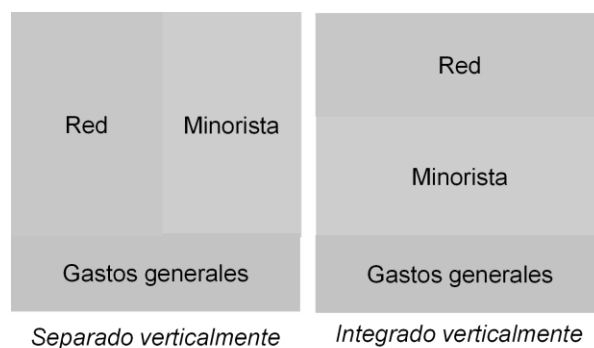 Red
Minorista
Gastos generales
Separado verticalmente
Red
Minorista
Gastos generales
Integrado verticalmente